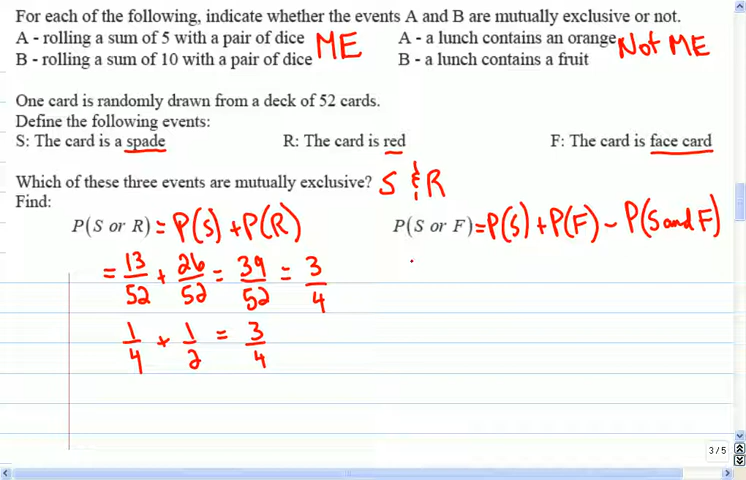 For each of the following, indicate whether the events A and B are mutually exclusive or not.
A - rolling a sum of 5 with a pair of dice ME A - a lunch contains an orange Not ME
B - rolling a sum of 10 with a pair of dice B - a lunch contains a fruit
One card is randomly drawn from a deck of 52 cards.
Define the following events:
S: The card is a spade R: The card is red F: The card is face card
Which of these three events are mutually exclusive? S & R
Find:
P(S or R) = P(S) + P(R) P(S or F) = P(S) + P(F) - P(S and F)
= 13/52 + 26/52 = 39/52 = 3/4
1/4 + 1/2 = 3/4
3/5